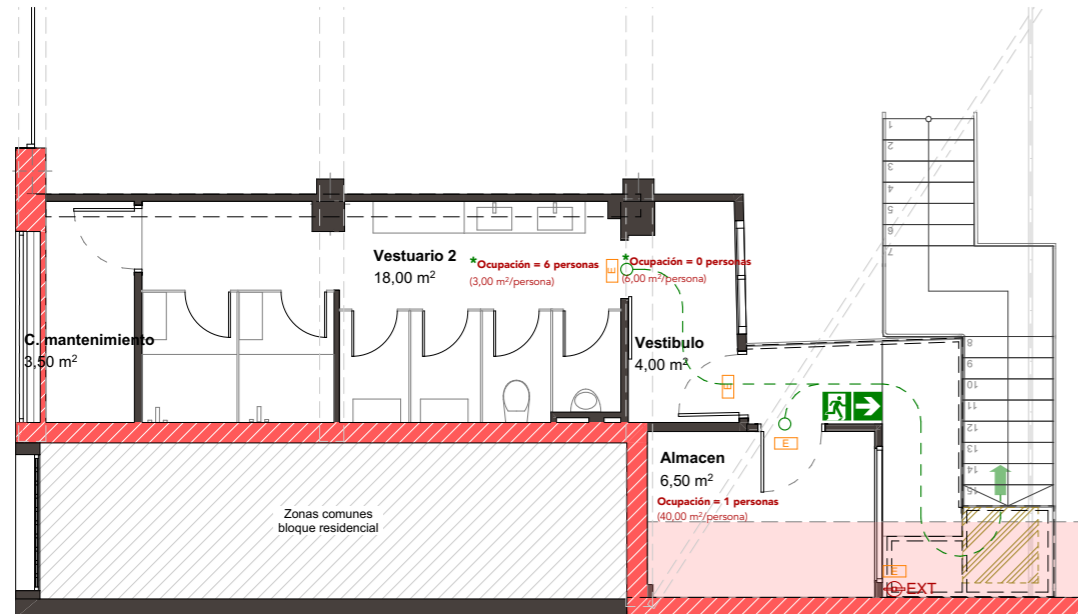 1
2
3
4
5
6
7
Vestuario 2
18,00 m²
*Ocupación = 6 personas
(3,00 m²/persona)
E
*Ocupación = 0 personas
(6,00 m²/persona)
C. mantenimiento
3,50 m²
Vestibulo
4,00 m²
8
9
10
11
12
13
14
15
E
E
Almacen
6,50 m²
Ocupación = 1 personas
(40,00 m²/persona)
Zonas comunes
bloque residencial
E
EXT